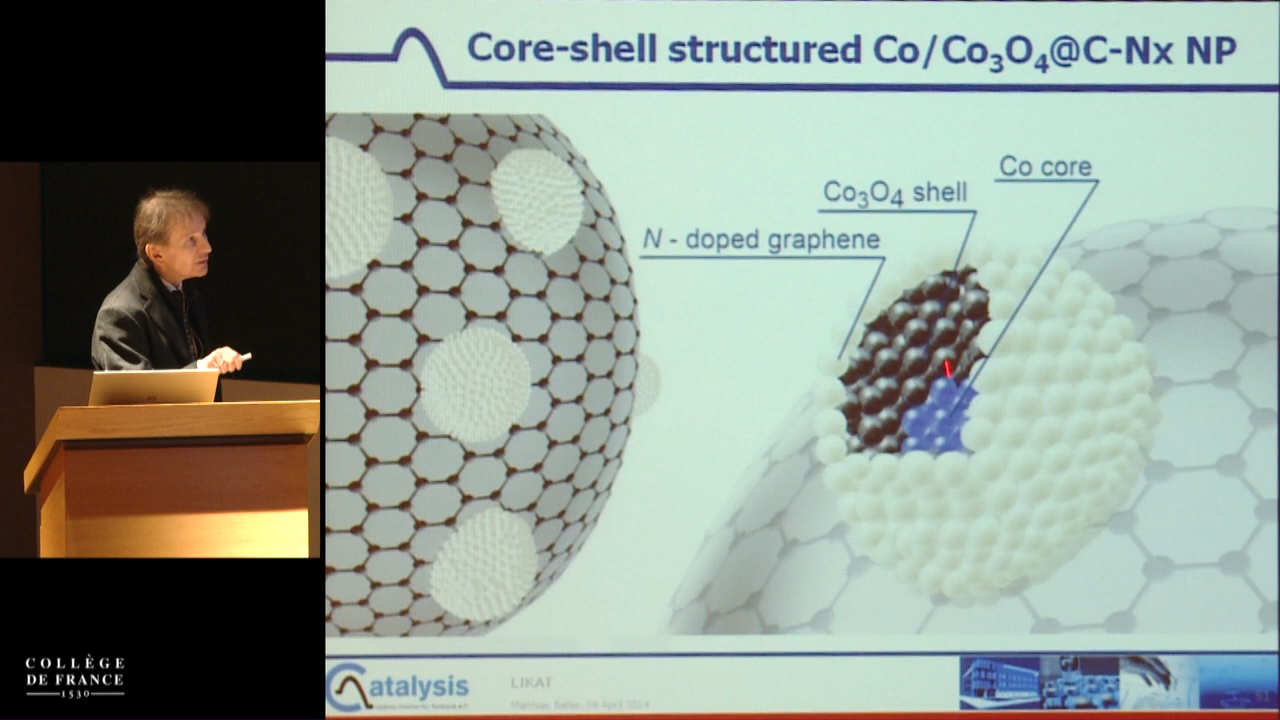 Core-shell structured Co/Co₃O₄@C-Nx NP
Co core
Co₃O₄ shell
N - doped graphene
Catalysis
LIKAT
COLLÈGE
DE FRANCE
1530